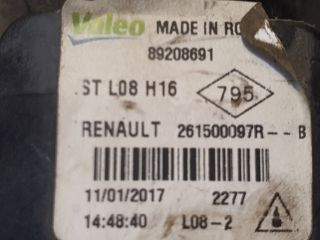 Valeo MADE IN RO
89208691
ST L08 H16 795
RENAULT 261500097R--B
11/01/2017 2277
14:48:40 L08-2